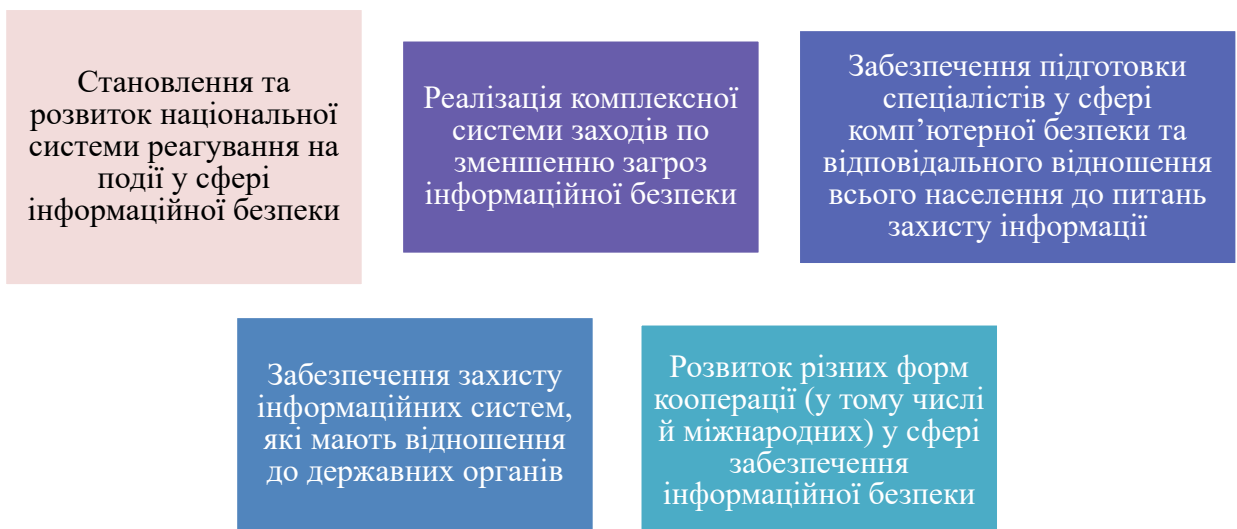 Становлення та
розвиток національної
системи реагування на
події у сфері
інформаційної безпеки
Реалізація комплексної
системи заходів по
зменшенню загроз
інформаційної безпеки
Забезпечення підготовки
спеціалістів у сфері
комп’ютерної безпеки та
відповідального відношення
всього населення до питань
захисту інформації
Забезпечення захисту
інформаційних систем,
які мають відношення
до державних органів
Розвиток різних форм
кооперації (у тому числі
й міжнародних) у сфері
забезпечення
інформаційної безпеки